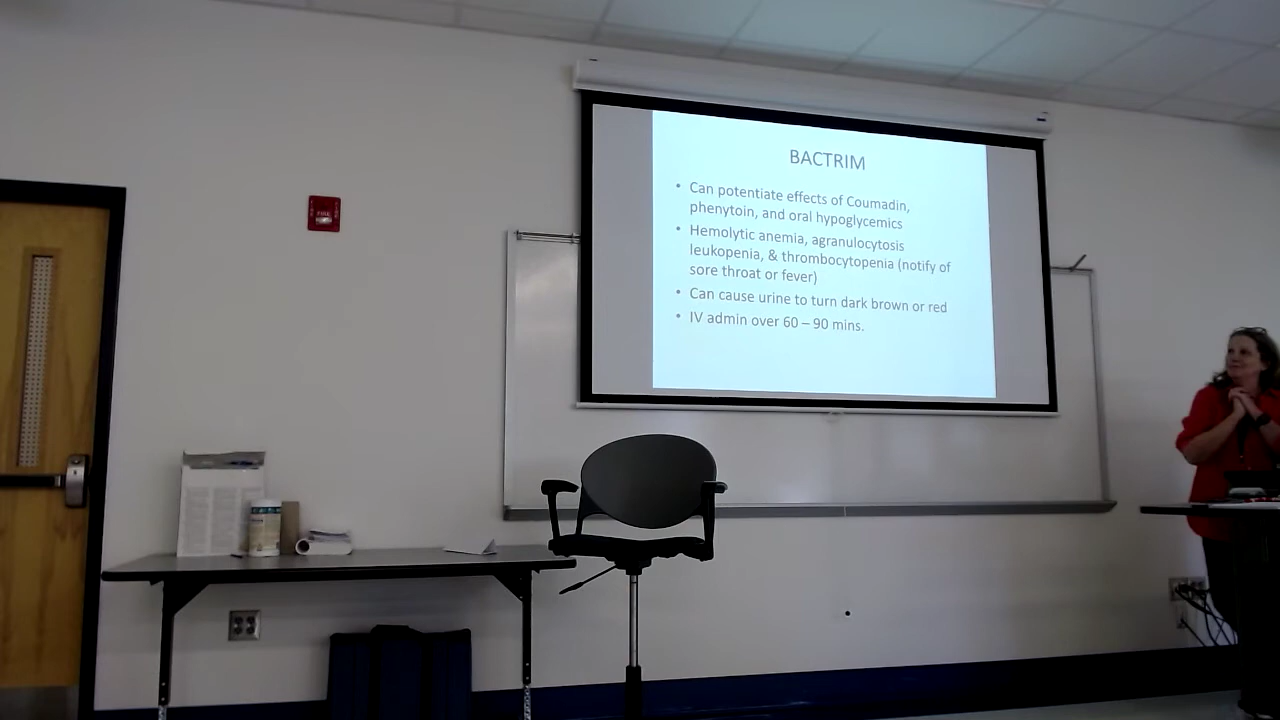 BACTRIM
• Can potentiate effects of Coumadin,
phenytoin, and oral hypoglycemics
• Hemolytic anemia, agranulocytosis
leukopenia, & thrombocytopenia (notify of
sore throat or fever)
• Can cause urine to turn dark brown or red
• IV admin over 60 – 90 mins.
FIRE